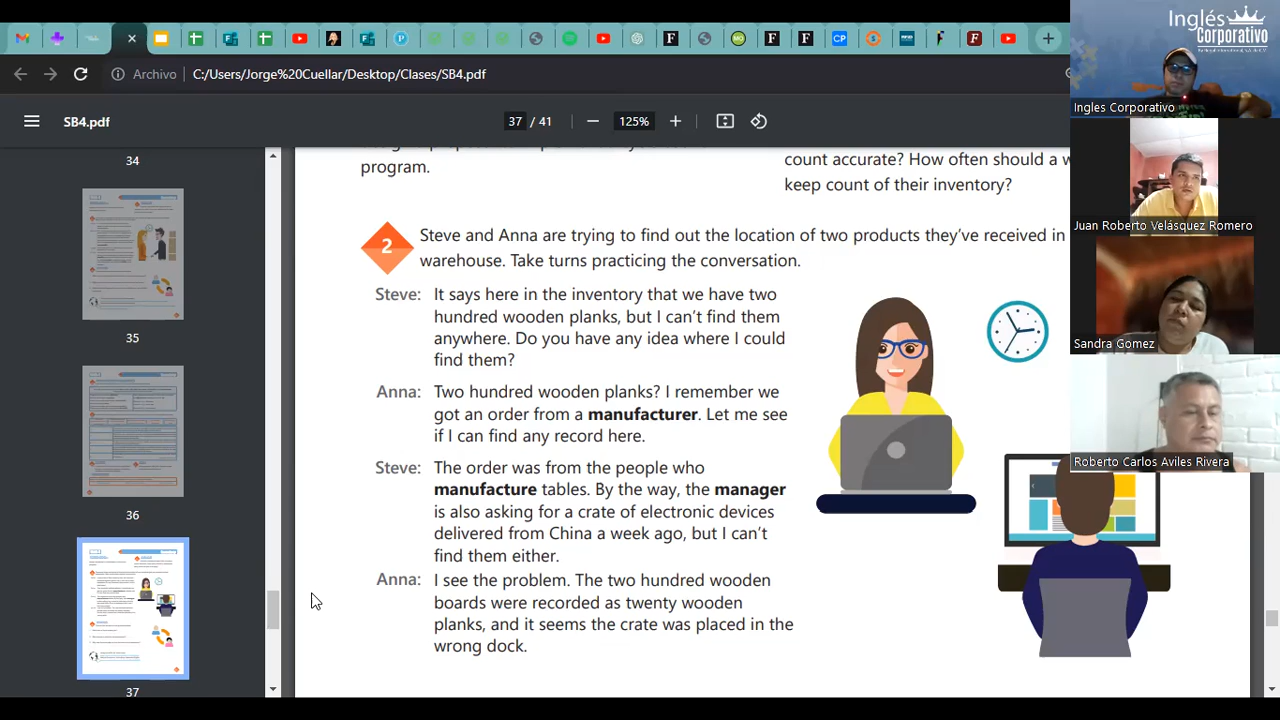 Archivo
C:/Users/Jorge%20Cuellar/Desktop/Clases/SB4.pdf
SB4.pdf
37 / 41
125%
34
35
36
37
program.
count accurate? How often should a w
keep count of their inventory?
2
Steve and Anna are trying to find out the location of two products they've received in
warehouse. Take turns practicing the conversation.
Steve: It says here in the inventory that we have two
hundred wooden planks, but I can't find them
anywhere. Do you have any idea where I could
find them?
Anna: Two hundred wooden planks? I remember we
got an order from a manufacturer. Let me see
if I can find any record here.
Steve: The order was from the people who
manufacture tables. By the way, the manager
is also asking for a crate of electronic devices
delivered from China a week ago, but I can't
find them either.
Anna: I see the problem. The two hundred wooden
boards were recorded as twenty wooden
planks, and it seems the crate was placed in the
wrong dock.
Inglés
Corporativo
Ingles Corporativo
Juan Roberto Velásquez Romero
Sandra Gomez
Roberto Carlos Aviles Rivera